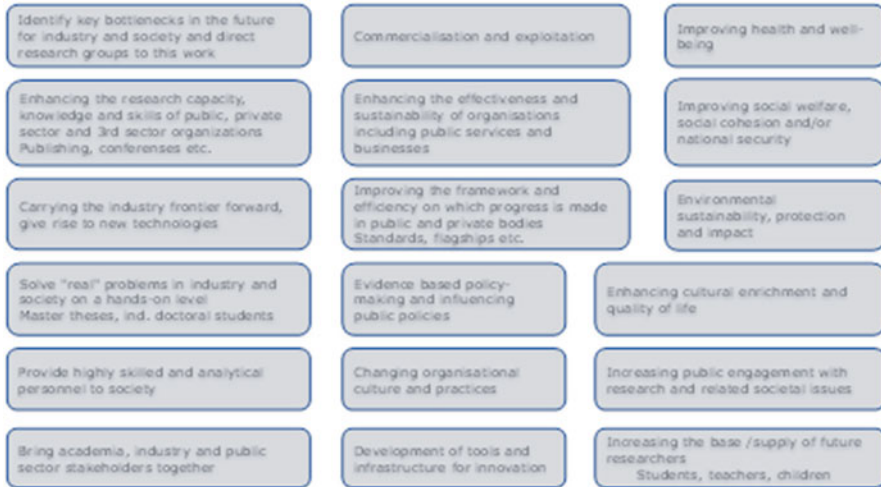 Identify key bottlenecks in the future
for industry and society and direct
research groups to this work
Commercialisation and exploitation
Improving health and well-
being
Enhancing the research capacity,
knowledge and skills of public, private
sector and 3rd sector organizations
Publishing, conferences etc.
Enhancing the effectiveness and
sustainability of organisations
including public services and
businesses
Improving social welfare,
social cohesion and/or
national security
Carrying the industry frontier forward,
give rise to new technologies
Improving the framework and
efficiency on which progress is made
in public and private bodies
Standards, flagships etc.
Environmental
sustainability, protection
and impact
Solve "real" problems in industry and
society on a hands-on level
Master theses, ind. doctoral students
Evidence based policy-
making and influencing
public policies
Enhancing cultural enrichment and
quality of life
Provide highly skilled and analytical
personnel to society
Changing organisational
culture and practices
Increasing public engagement with
research and related societal issues
Bring academia, industry and public
sector stakeholders together
Development of tools and
infrastructure for innovation
Increasing the base /supply of future
researchers
Students, teachers, children